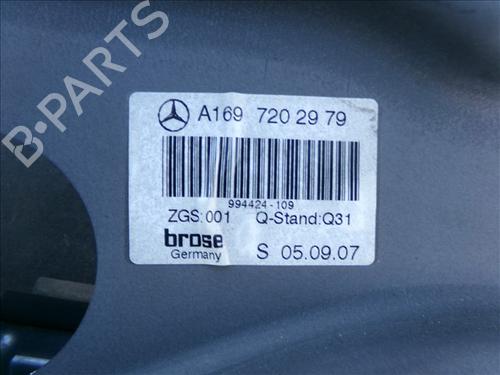 A169 720 29 79
994424-109
ZGS:001 Q-Stand:Q31
brose
Germany S 05.09.07
B-PARTS